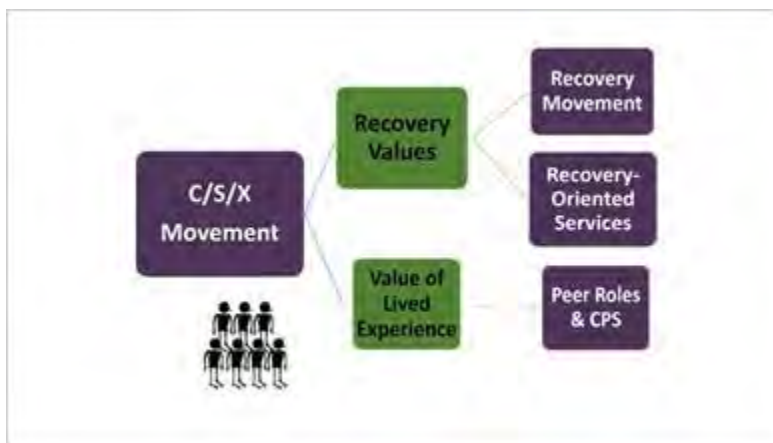 C/S/X
Movement
Recovery
Values
Value of
Lived
Experience
Recovery
Movement
Recovery-
Oriented
Services
Peer Roles
& CPS